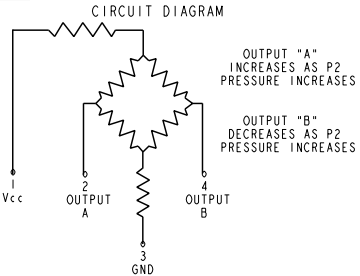 CIRCUIT DIAGRAM
OUTPUT "A"
INCREASES AS P2
PRESSURE INCREASES
OUTPUT "B"
DECREASES AS P2
PRESSURE INCREASES
1
Vcc
2
OUTPUT
A
4
OUTPUT
B
3
GND